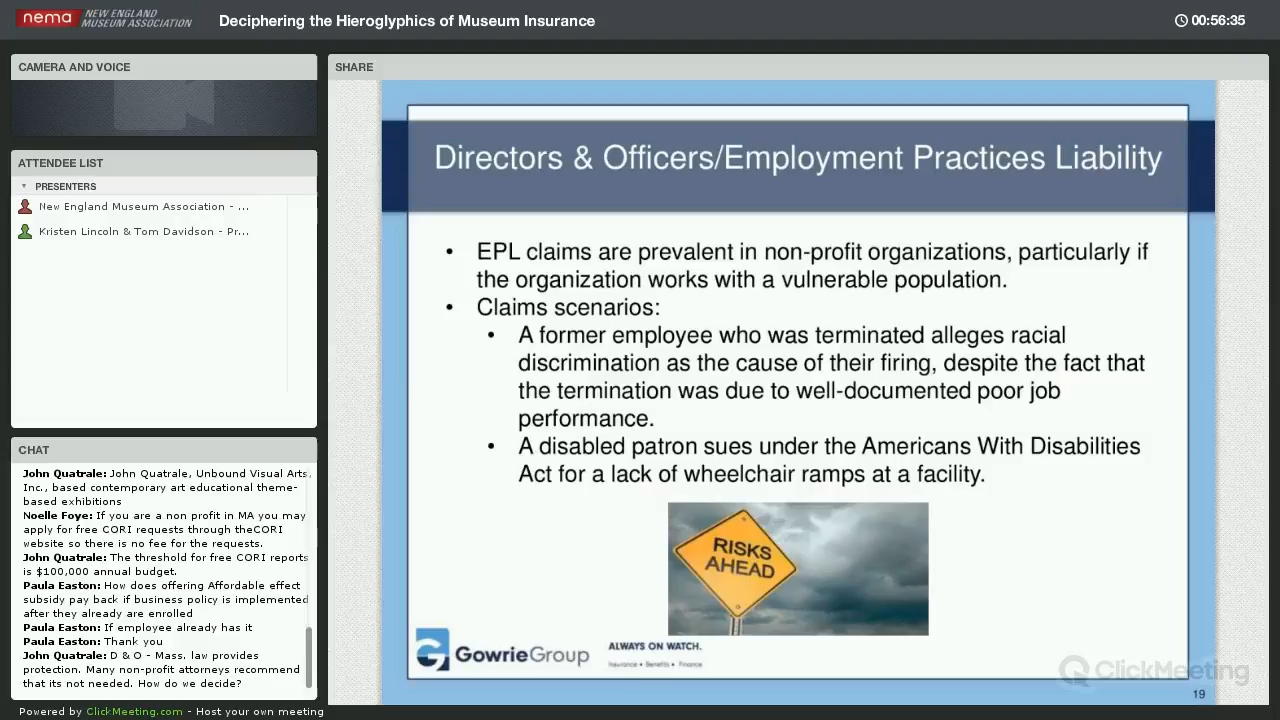 nema NEW ENGLAND
MUSEUM ASSOCIATION
Deciphering the Hieroglyphics of Museum Insurance
00:56:35
CAMERA AND VOICE
ATTENDEE LIST
PRESENTERS
New England Museum Association - ...
Kristen Lincoln & Tom Davidson - Pr...
CHAT
John Quatrale: John Quatrale, Unbound Visual Arts,
Inc., based contemporary art educational theme-
based exhibitions
Noelle Foye: If you are a non profit in MA you may
apply for free CORI requests through theCORI
website so there is no fee for the requests.
John Quatrale: The threshold for free CORI reports
is $100,000 annual budget.
Paula Easton: How does offering Affordable effect
subsidy pay back if business policy is implemented
after they already are enrolled
Paula Easton: If employee already has it
Paula Easton: Thank you
John Quatrale: D & O - Mass. law provides
protection. Many non-profit attorneys recommend
that its not needed. How do we decide?
Powered by ClickMeeting.com - Host your own meeting
SHARE
Directors & Officers/Employment Practices Liability
• EPL claims are prevalent in non-profit organizations, particularly if
the organization works with a vulnerable population.
• Claims scenarios:
• A former employee who was terminated alleges racial
discrimination as the cause of their firing, despite the fact that
the termination was due to well-documented poor job
performance.
• A disabled patron sues under the Americans With Disabilities
Act for a lack of wheelchair ramps at a facility.
RISKS
AHEAD
GowrieGroup
ALWAYS ON WATCH.
Insurance • Benefits • Finance
ClickMeeting
19